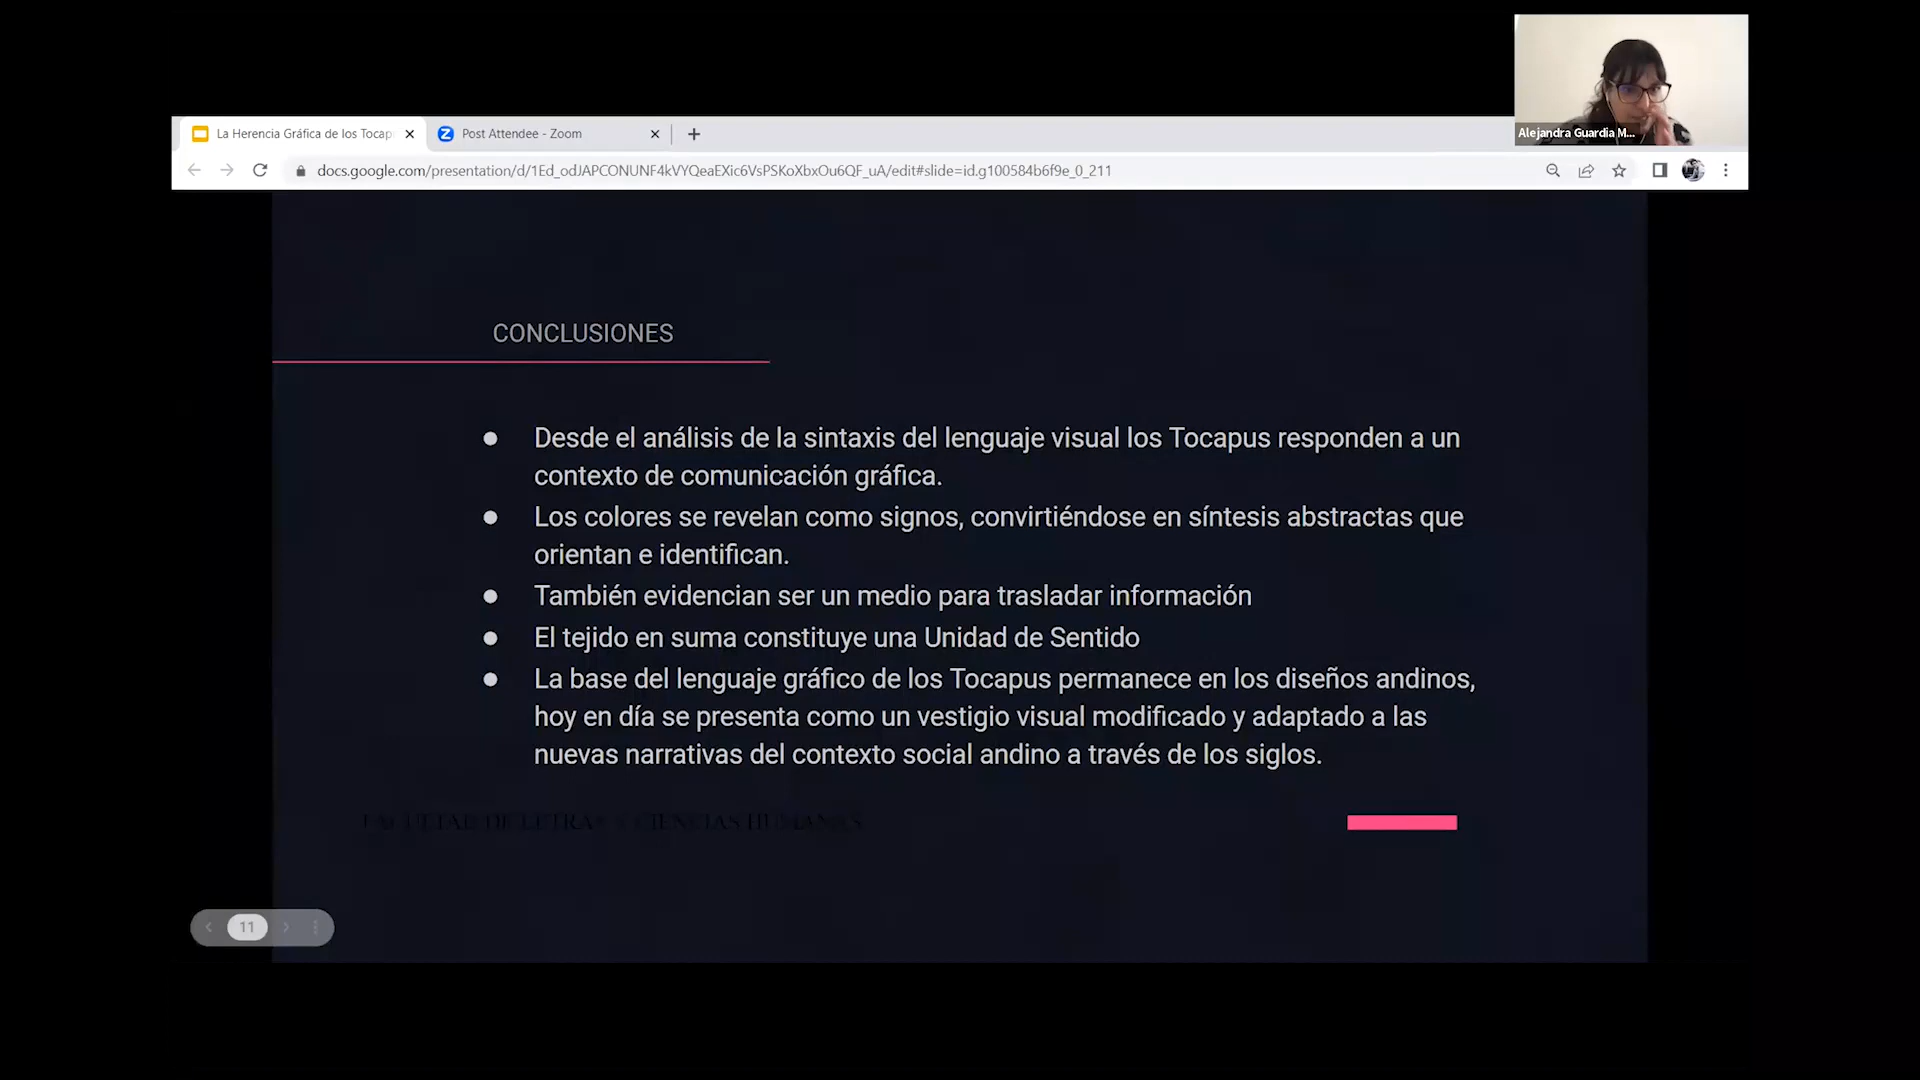 Alejandra Guardia M...
La Herencia Gráfica de los Tocap
Post Attendee - Zoom
docs.google.com/presentation/d/1Ed_odJAPCONUNF4kVYQeaEXic6VsPSKoXbxOu6QF_uA/edit#slide=id.g100584b6f9e_0_211
CONCLUSIONES
● Desde el análisis de la sintaxis del lenguaje visual los Tocapus responden a un
contexto de comunicación gráfica.
● Los colores se revelan como signos, convirtiéndose en síntesis abstractas que
orientan e identifican.
● También evidencian ser un medio para trasladar información
● El tejido en suma constituye una Unidad de Sentido
● La base del lenguaje gráfico de los Tocapus permanece en los diseños andinos,
hoy en día se presenta como un vestigio visual modificado y adaptado a las
nuevas narrativas del contexto social andino a través de los siglos.
FACULTAD DE LETRAS Y CIENCIAS HUMANAS
11